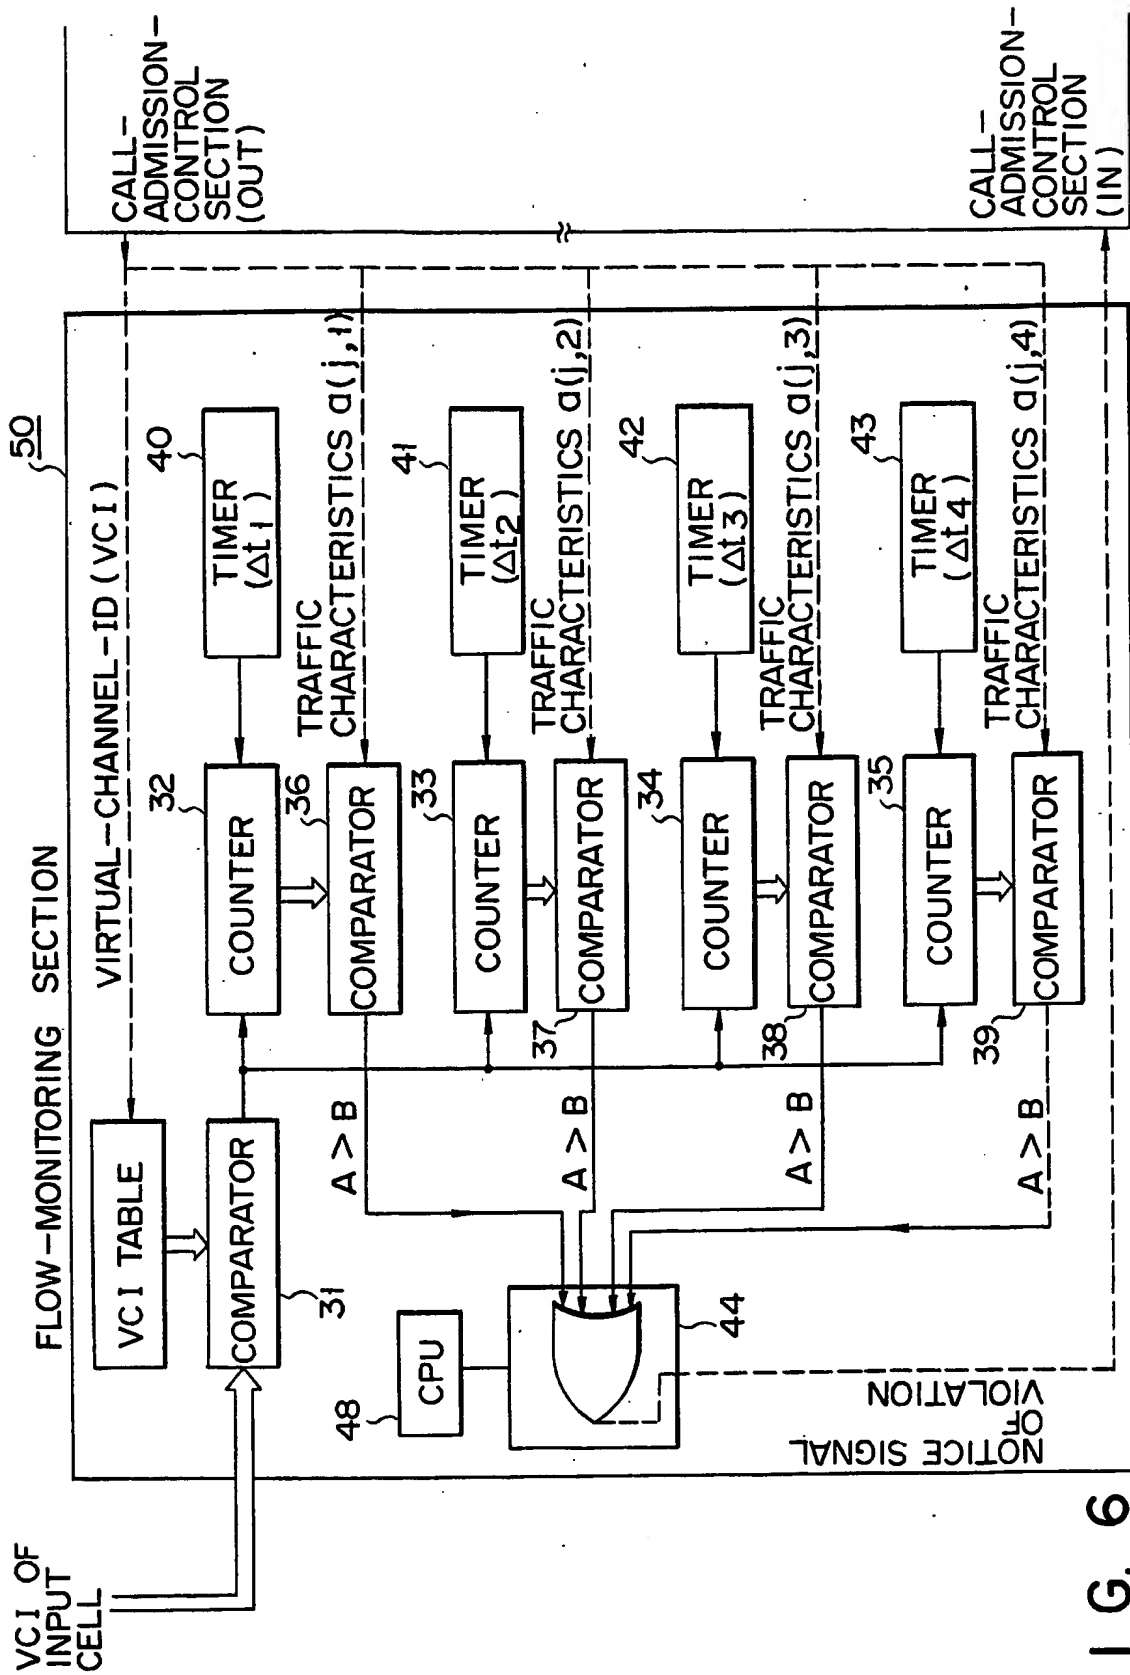 FLOW-MONITORING SECTION
50
VCI OF
INPUT
CELL
VCI TABLE
COMPARATOR
31
VIRTUAL-CHANNEL-ID (VCI)
CALL-
ADMISSION-
CONTROL
SECTION
(OUT)
32
COUNTER
40
TIMER
(Δt1)
36
COMPARATOR
TRAFFIC
CHARACTERISTICS a(j,1)
A > B
33
COUNTER
41
TIMER
(Δt2)
37
COMPARATOR
TRAFFIC
CHARACTERISTICS a(j,2)
A > B
34
COUNTER
42
TIMER
(Δt3)
38
COMPARATOR
TRAFFIC
CHARACTERISTICS a(j,3)
A > B
35
COUNTER
43
TIMER
(Δt4)
39
COMPARATOR
TRAFFIC
CHARACTERISTICS a(j,4)
A > B
48
CPU
44
NOTICE SIGNAL
OF
VIOLATION
CALL-
ADMISSION-
CONTROL
SECTION
(IN)
I G. 6